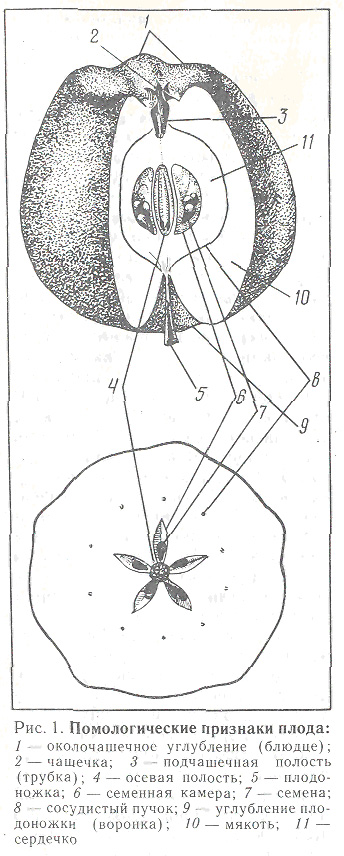 1
2
3
11
10
4
5
6
7
8
9
Рис. 1. Помологические признаки плода:
1 — околочашечное углубление (блюдце);
2 — чашечка; 3 — подчашечная полость
(трубка); 4 — осевая полость; 5 — плодо-
ножка; 6 — семенная камера; 7 — семена;
8 — сосудистый пучок; 9 — углубление пло-
доножки (воронка); 10 — мякоть; 11 —
сердечко